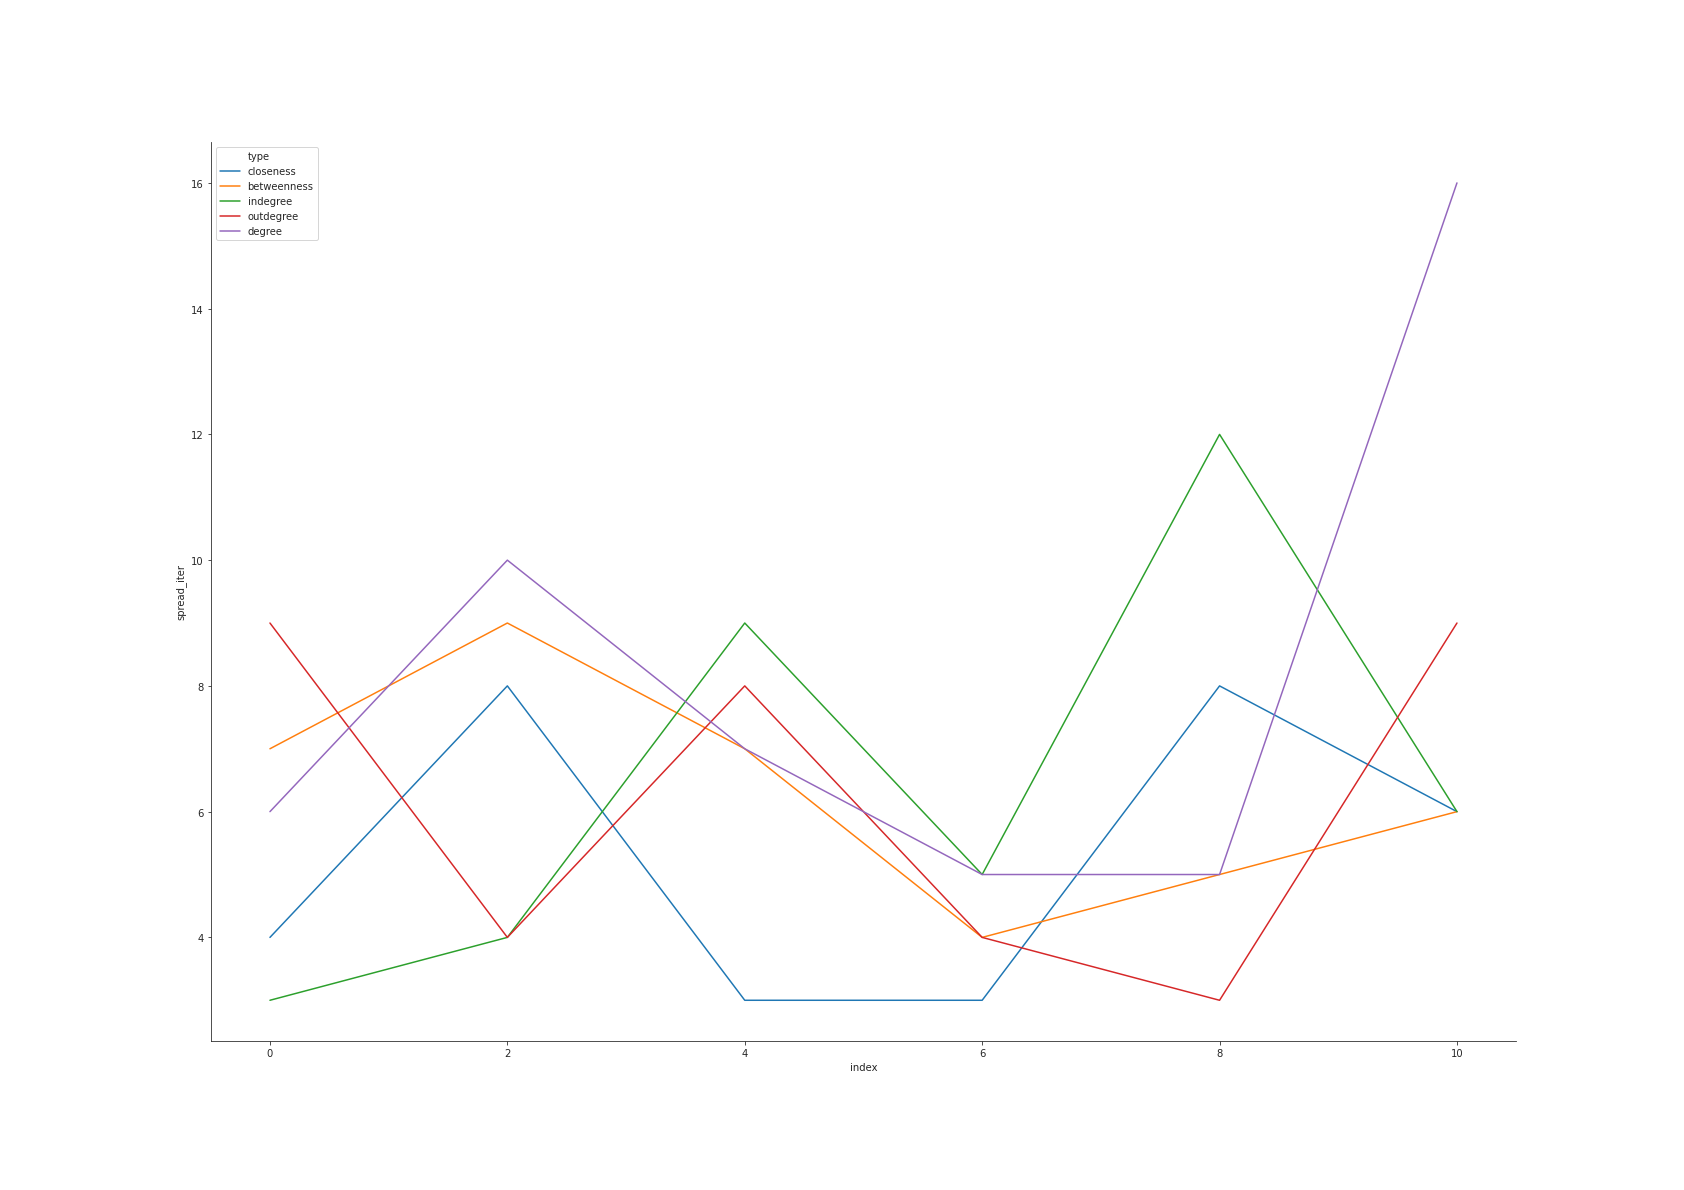 type
closeness
betweenness
indegree
outdegree
degree
16
14
12
10
8
6
4
spread_iter
0 2 4 6 8 10
index